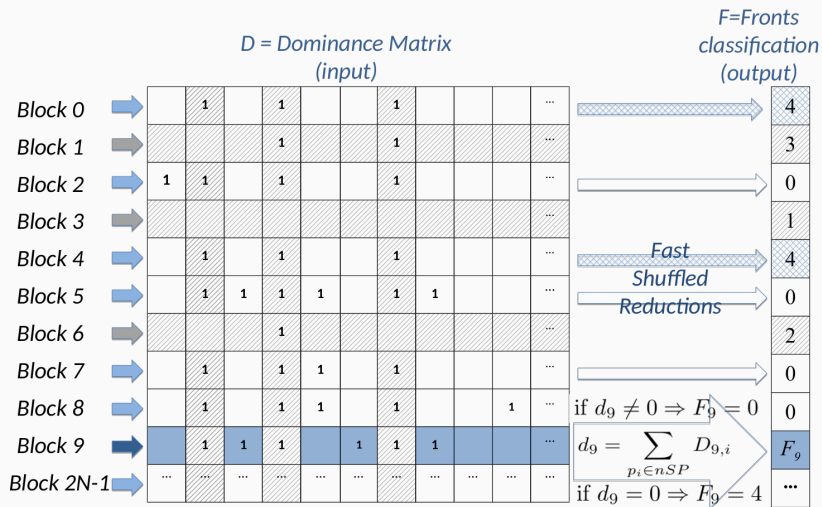 D = Dominance Matrix
(input)
F=Fronts
classification
(output)
Block 0 1 1 1 ... 4
Block 1 1 1 ... 3
Block 2 1 1 1 1 ... 0
Block 3 ... 1
Block 4 1 1 1 ... 4
Block 5 1 1 1 1 1 1 ... 0
Block 6 1 ... 2
Block 7 1 1 1 1 ... 0
Block 8 1 1 1 1 1 ... 0
Block 9 1 1 1 1 1 1 ... F₉
Block 2N-1 ... ... ... ... ... ... ... ... ... ... ... ...
Fast
Shuffled
Reductions
if d₉ ≠ 0 ⇒ F₉ = 0
d₉ = ∑_{pᵢ∈nSP} D₉,ᵢ
if d₉ = 0 ⇒ F₉ = 4